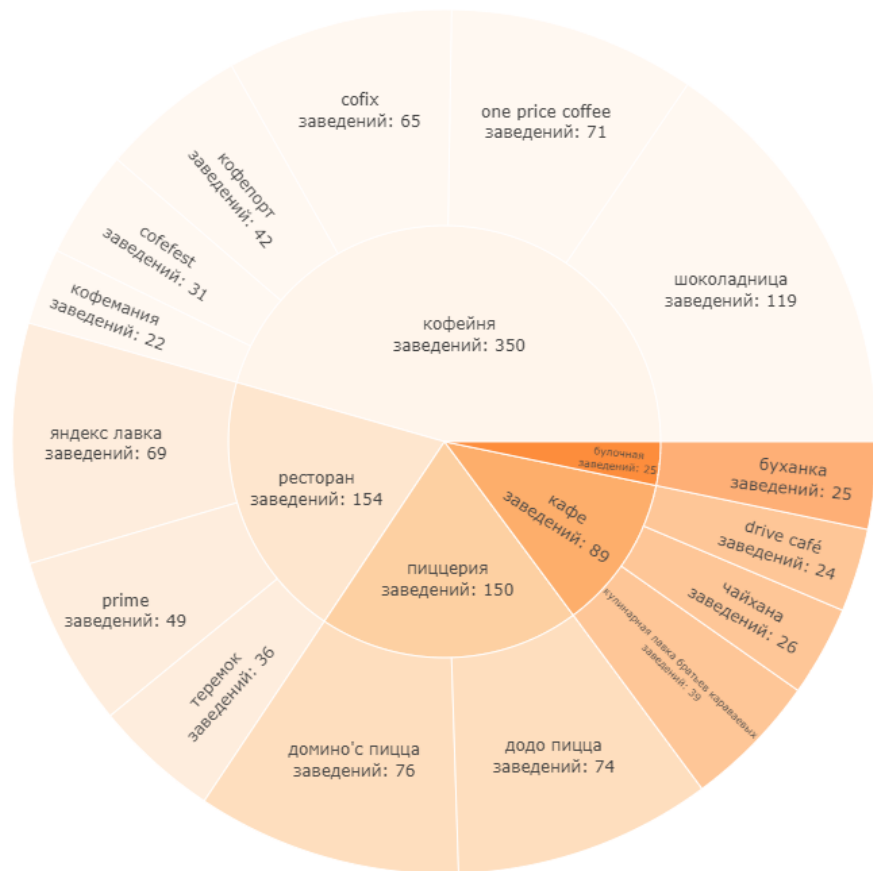 cofix
заведений: 65
one price coffee
заведений: 71
кофепорт
заведений: 42
cofefest
заведений: 31
кофемания
заведений: 22
шоколадница
заведений: 119
кофейня
заведений: 350
яндекс лавка
заведений: 69
ресторан
заведений: 154
булочная
заведений: 25
буханка
заведений: 25
кафе
заведений: 89
drive café
заведений: 24
пиццерия
заведений: 150
чайхана
заведений: 26
prime
заведений: 49
кулинарная лавка братьев караваевых
заведений: 39
теремок
заведений: 36
домино'с пицца
заведений: 76
додо пицца
заведений: 74